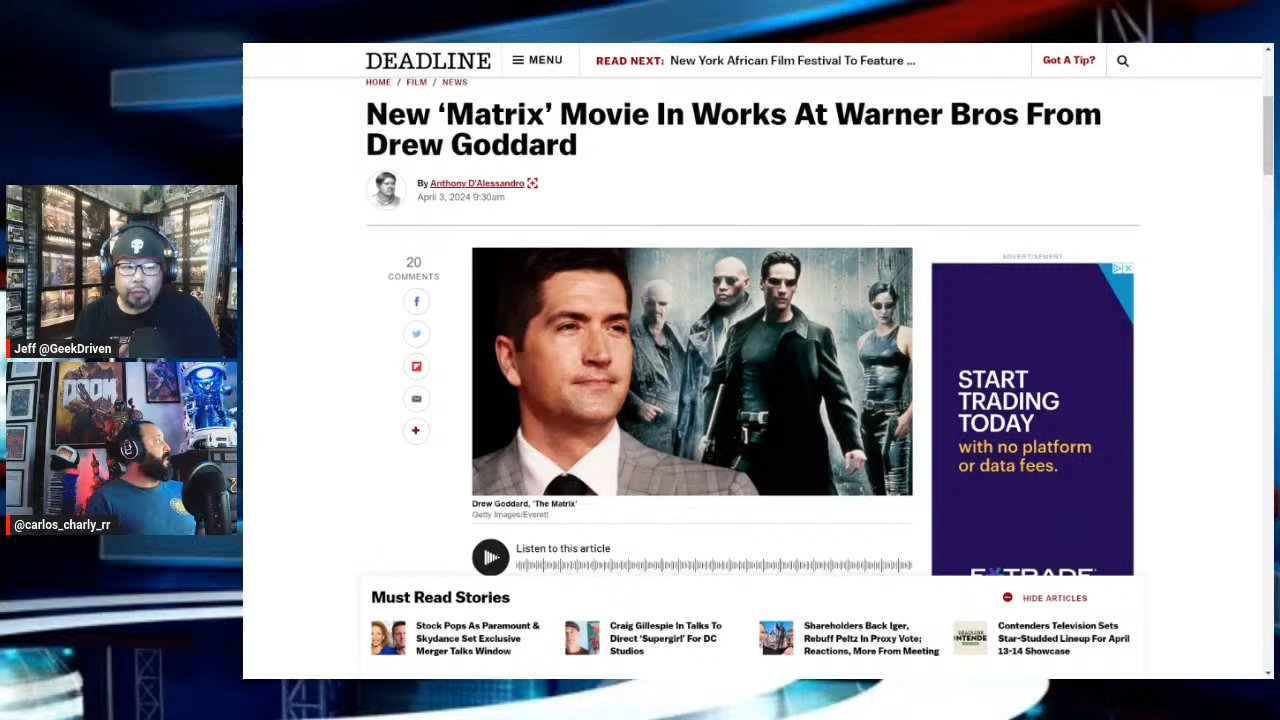 DEADLINE
MENU
READ NEXT: New York African Film Festival To Feature ...
Got A Tip?
HOME / FILM / NEWS
New ‘Matrix’ Movie In Works At Warner Bros From
Drew Goddard
By Anthony D'Alessandro
April 3, 2024 9:30am
20
COMMENTS
ADVERTISEMENT
START
TRADING
TODAY
with no platform
or data fees.
Drew Goddard, 'The Matrix'
Getty Images/Everett
Listen to this article
Must Read Stories
HIDE ARTICLES
Stock Pops As Paramount &
Skydance Set Exclusive
Merger Talks Window
Craig Gillespie In Talks To
Direct ‘Supergirl’ For DC
Studios
Shareholders Back Iger,
Rebuff Peltz In Proxy Vote;
Reactions, More From Meeting
Contenders Television Sets
Star-Studded Lineup For April
13-14 Showcase
Jeff @GeekDriven
DOOM
@carlos_charly_rr